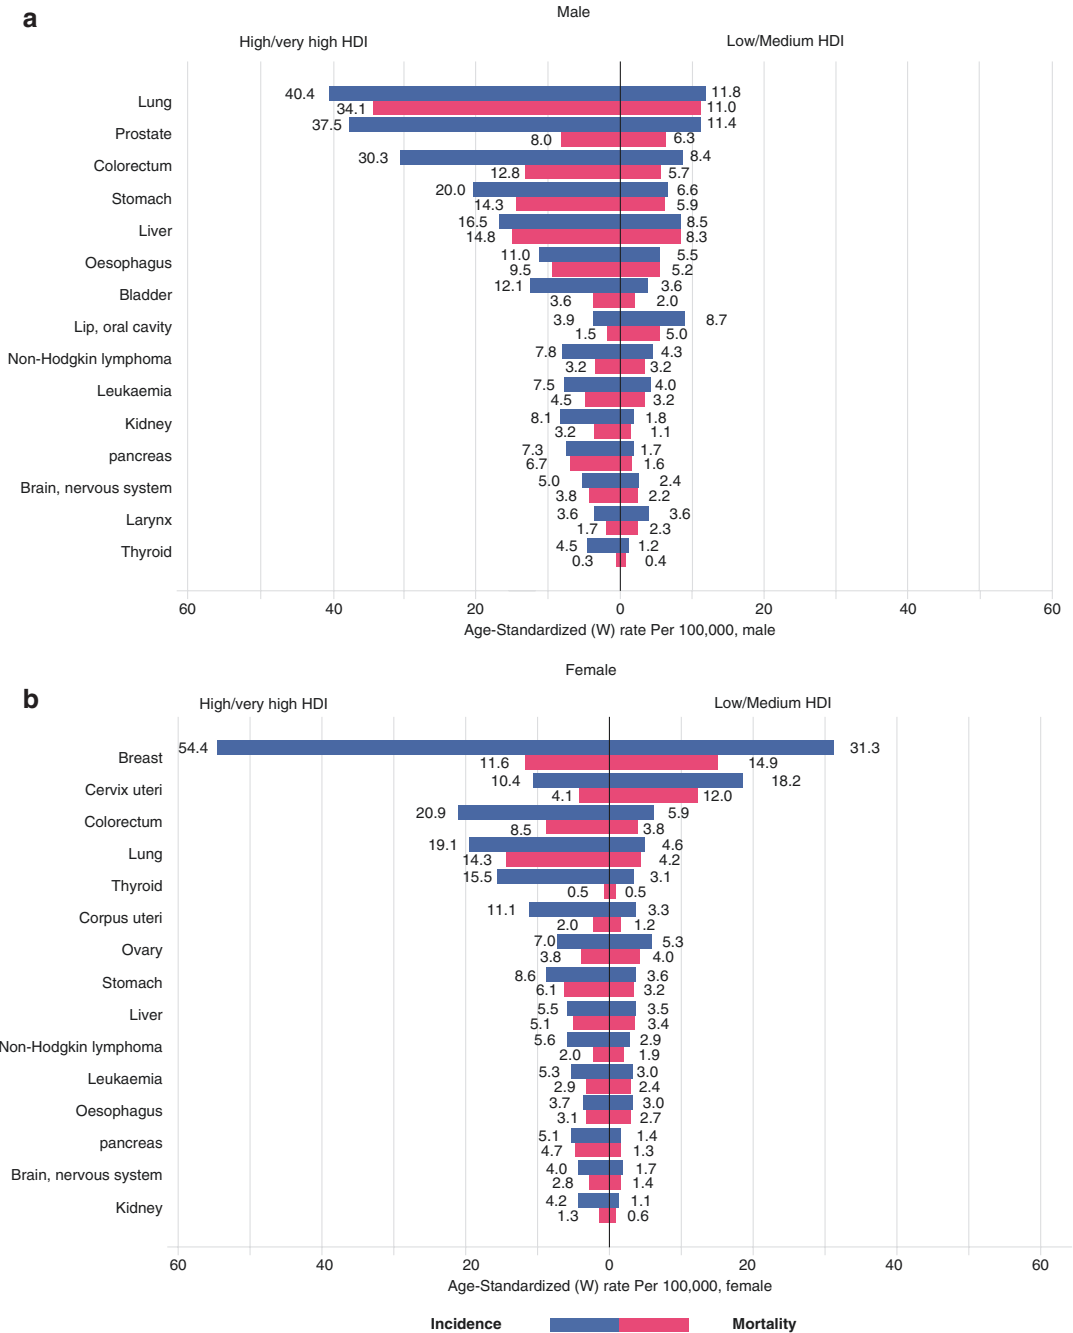 a
Male
High/very high HDI Low/Medium HDI
Lung 40.4 11.8
34.1 11.0
Prostate 37.5 11.4
8.0 6.3
Colorectum 30.3 8.4
12.8 5.7
Stomach 20.0 6.6
14.3 5.9
Liver 16.5 8.5
14.8 8.3
Oesophagus 11.0 5.5
9.5 5.2
Bladder 12.1 3.6
3.6 2.0
Lip, oral cavity 3.9 8.7
1.5 5.0
Non-Hodgkin lymphoma 7.8 4.3
3.2 3.2
Leukaemia 7.5 4.0
4.5 3.2
Kidney 8.1 1.8
3.2 1.1
pancreas 7.3 1.7
6.7 1.6
Brain, nervous system 5.0 2.4
3.8 2.2
Larynx 3.6 3.6
1.7 2.3
Thyroid 4.5 1.2
0.3 0.4
60 40 20 0 20 40 60
Age-Standardized (W) rate Per 100,000, male
b
Female
High/very high HDI Low/Medium HDI
Breast 54.4 31.3
11.6 14.9
Cervix uteri 10.4 18.2
4.1 12.0
Colorectum 20.9 5.9
8.5 3.8
Lung 19.1 4.6
14.3 4.2
Thyroid 15.5 3.1
0.5 0.5
Corpus uteri 11.1 3.3
2.0 1.2
Ovary 7.0 5.3
3.8 4.0
Stomach 8.6 3.6
6.1 3.2
Liver 5.5 3.5
5.1 3.4
Non-Hodgkin lymphoma 5.6 2.9
2.0 1.9
Leukaemia 5.3 3.0
2.9 2.4
Oesophagus 3.7 3.0
3.1 2.7
pancreas 5.1 1.4
4.7 1.3
Brain, nervous system 4.0 1.7
2.8 1.4
Kidney 4.2 1.1
1.3 0.6
60 40 20 0 20 40 60
Age-Standardized (W) rate Per 100,000, female
Incidence Mortality